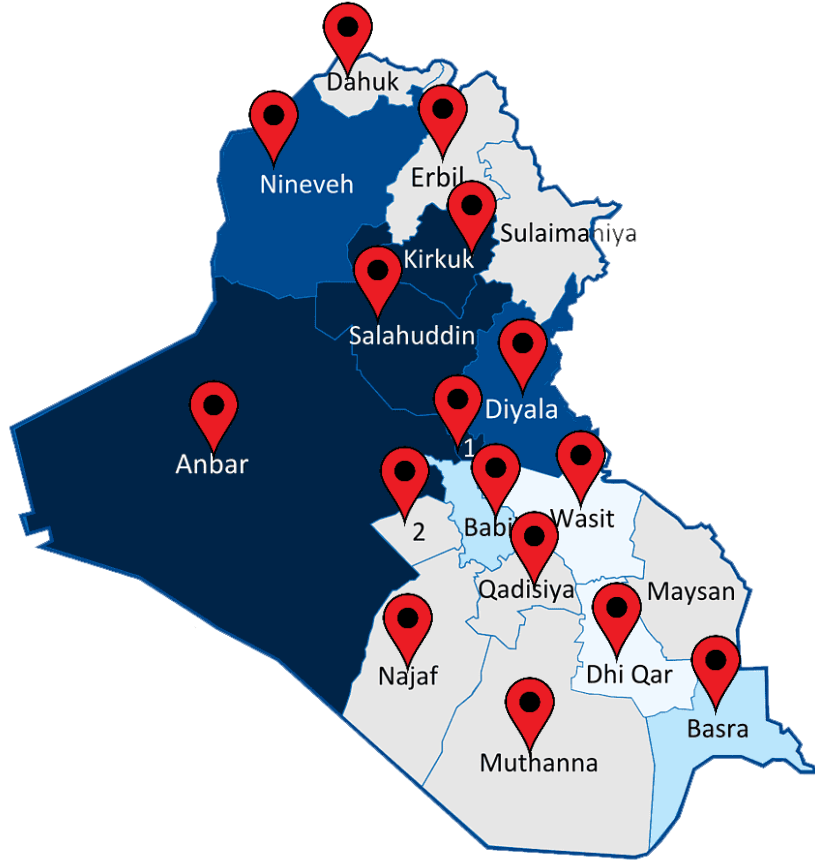 Dahuk
Nineveh
Erbil
Sulaimaniya
Kirkuk
Salahuddin
Diyala
1
Anbar
Wasit
2
Qadisiya
Maysan
Najaf
Dhi Qar
Basra
Muthanna